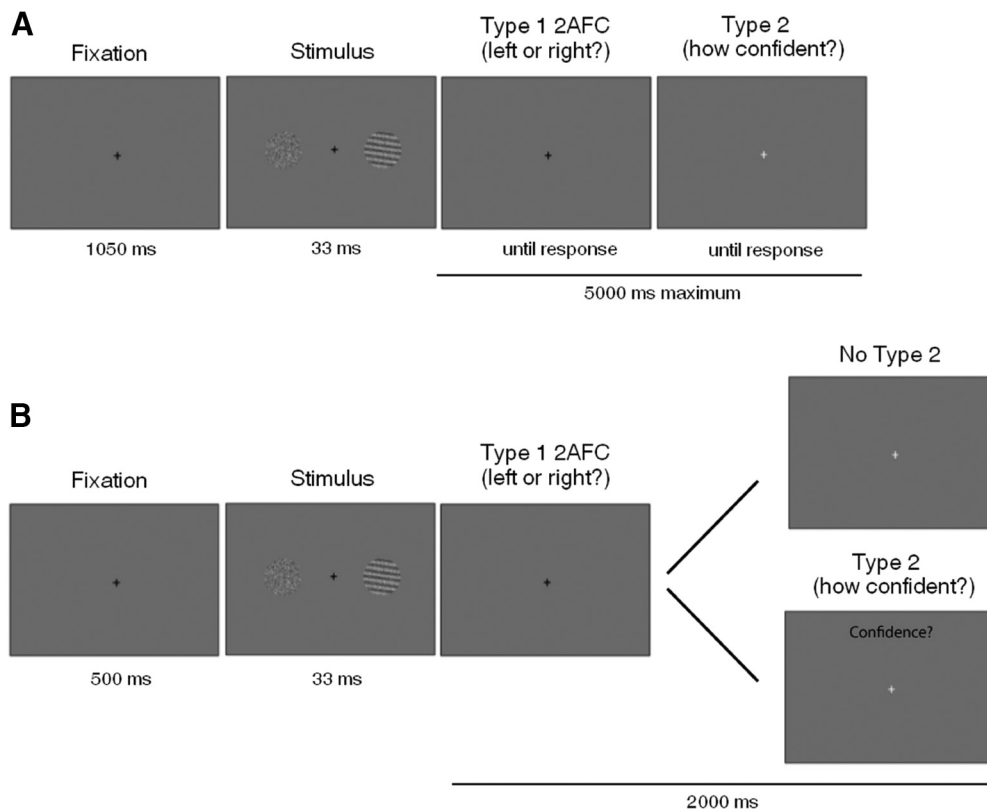 A
Fixation
Stimulus
Type 1 2AFC
(left or right?)
Type 2
(how confident?)
1050 ms
33 ms
until response
until response
5000 ms maximum
B
Fixation
Stimulus
Type 1 2AFC
(left or right?)
No Type 2
Type 2
(how confident?)
Confidence?
500 ms
33 ms
2000 ms